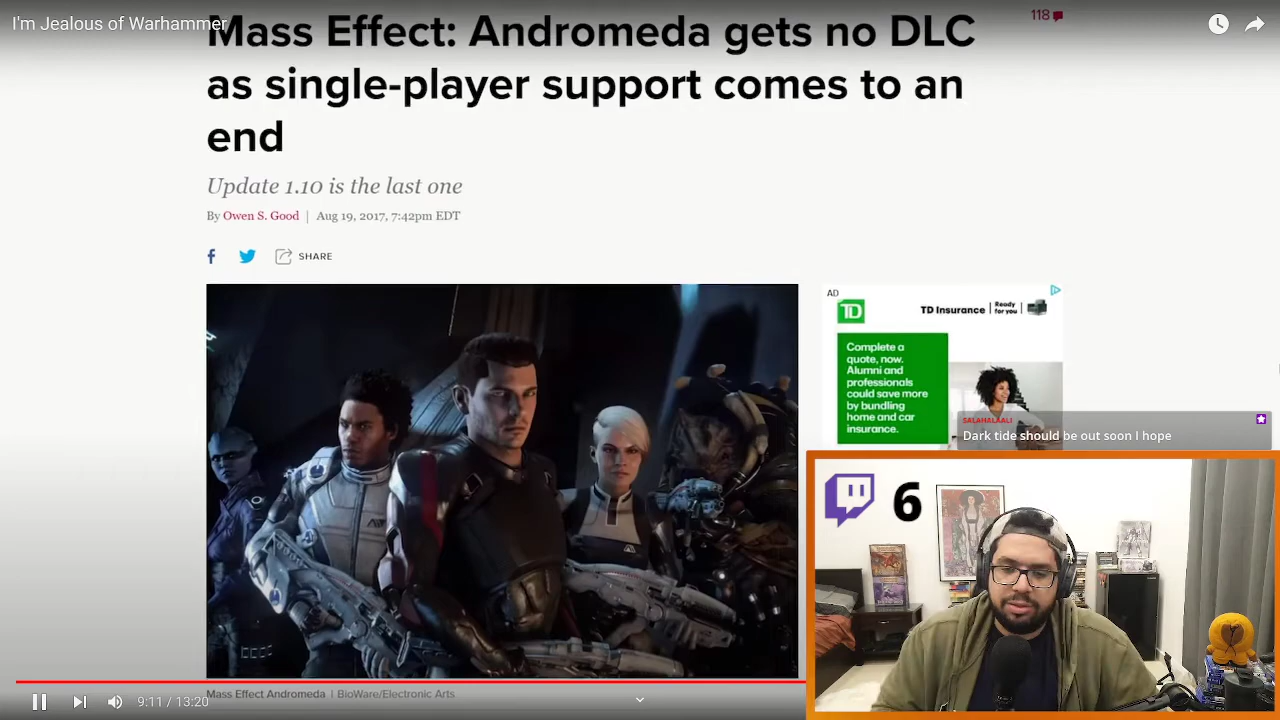 I'm Jealous of Warhammer
118
Mass Effect: Andromeda gets no DLC
as single-player support comes to an
end
Update 1.10 is the last one
By Owen S. Good | Aug 19, 2017, 7:42pm EDT
SHARE
AD
TD
TD Insurance
Ready
for you
Complete a
quote, now.
Alumni and
professionals
could save more
by bundling
home and car
insurance.
SALAHALAALI
Dark tide should be out soon I hope
6
Mass Effect Andromeda | BioWare/Electronic Arts
9:11 / 13:20